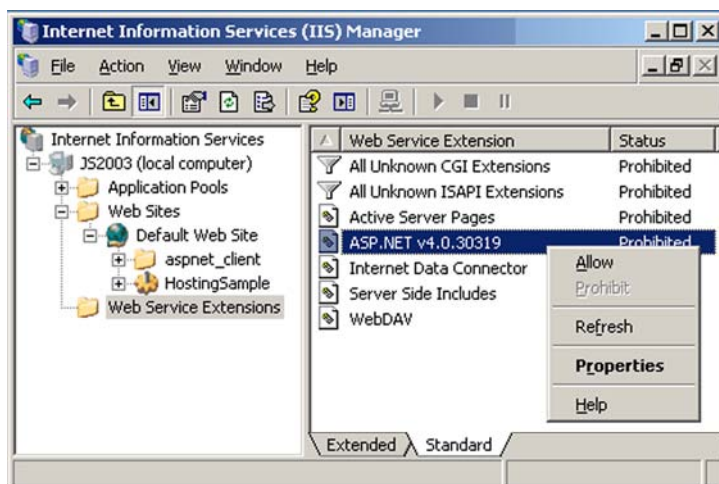 Internet Information Services (IIS) Manager
File Action View Window Help
Internet Information Services
JS2003 (local computer)
Application Pools
Web Sites
Default Web Site
aspnet_client
HostingSample
Web Service Extensions
Web Service Extension Status
All Unknown CGI Extensions Prohibited
All Unknown ISAPI Extensions Prohibited
Active Server Pages Prohibited
ASP.NET v4.0.30319 Prohibited
Internet Data Connector
Server Side Includes
WebDAV
Allow
Prohibit
Refresh
Properties
Help
Extended Standard